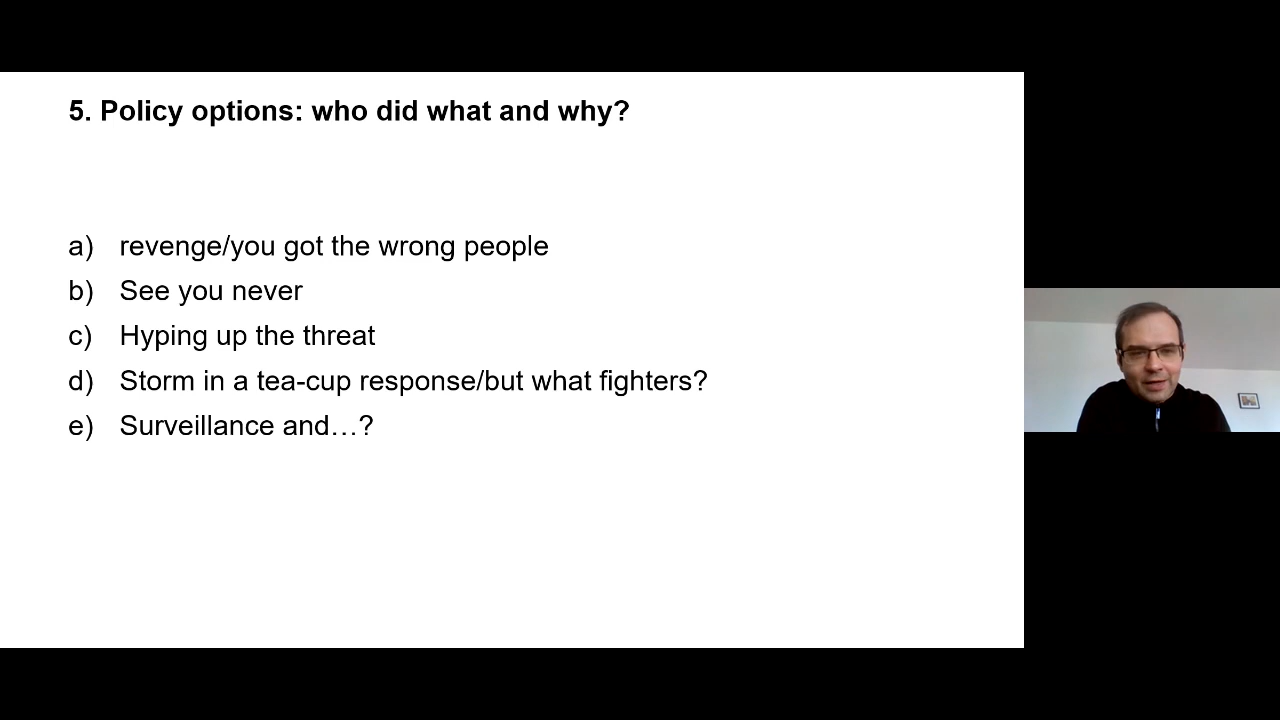 5. Policy options: who did what and why?
a) revenge/you got the wrong people
b) See you never
c) Hyping up the threat
d) Storm in a tea-cup response/but what fighters?
e) Surveillance and…?